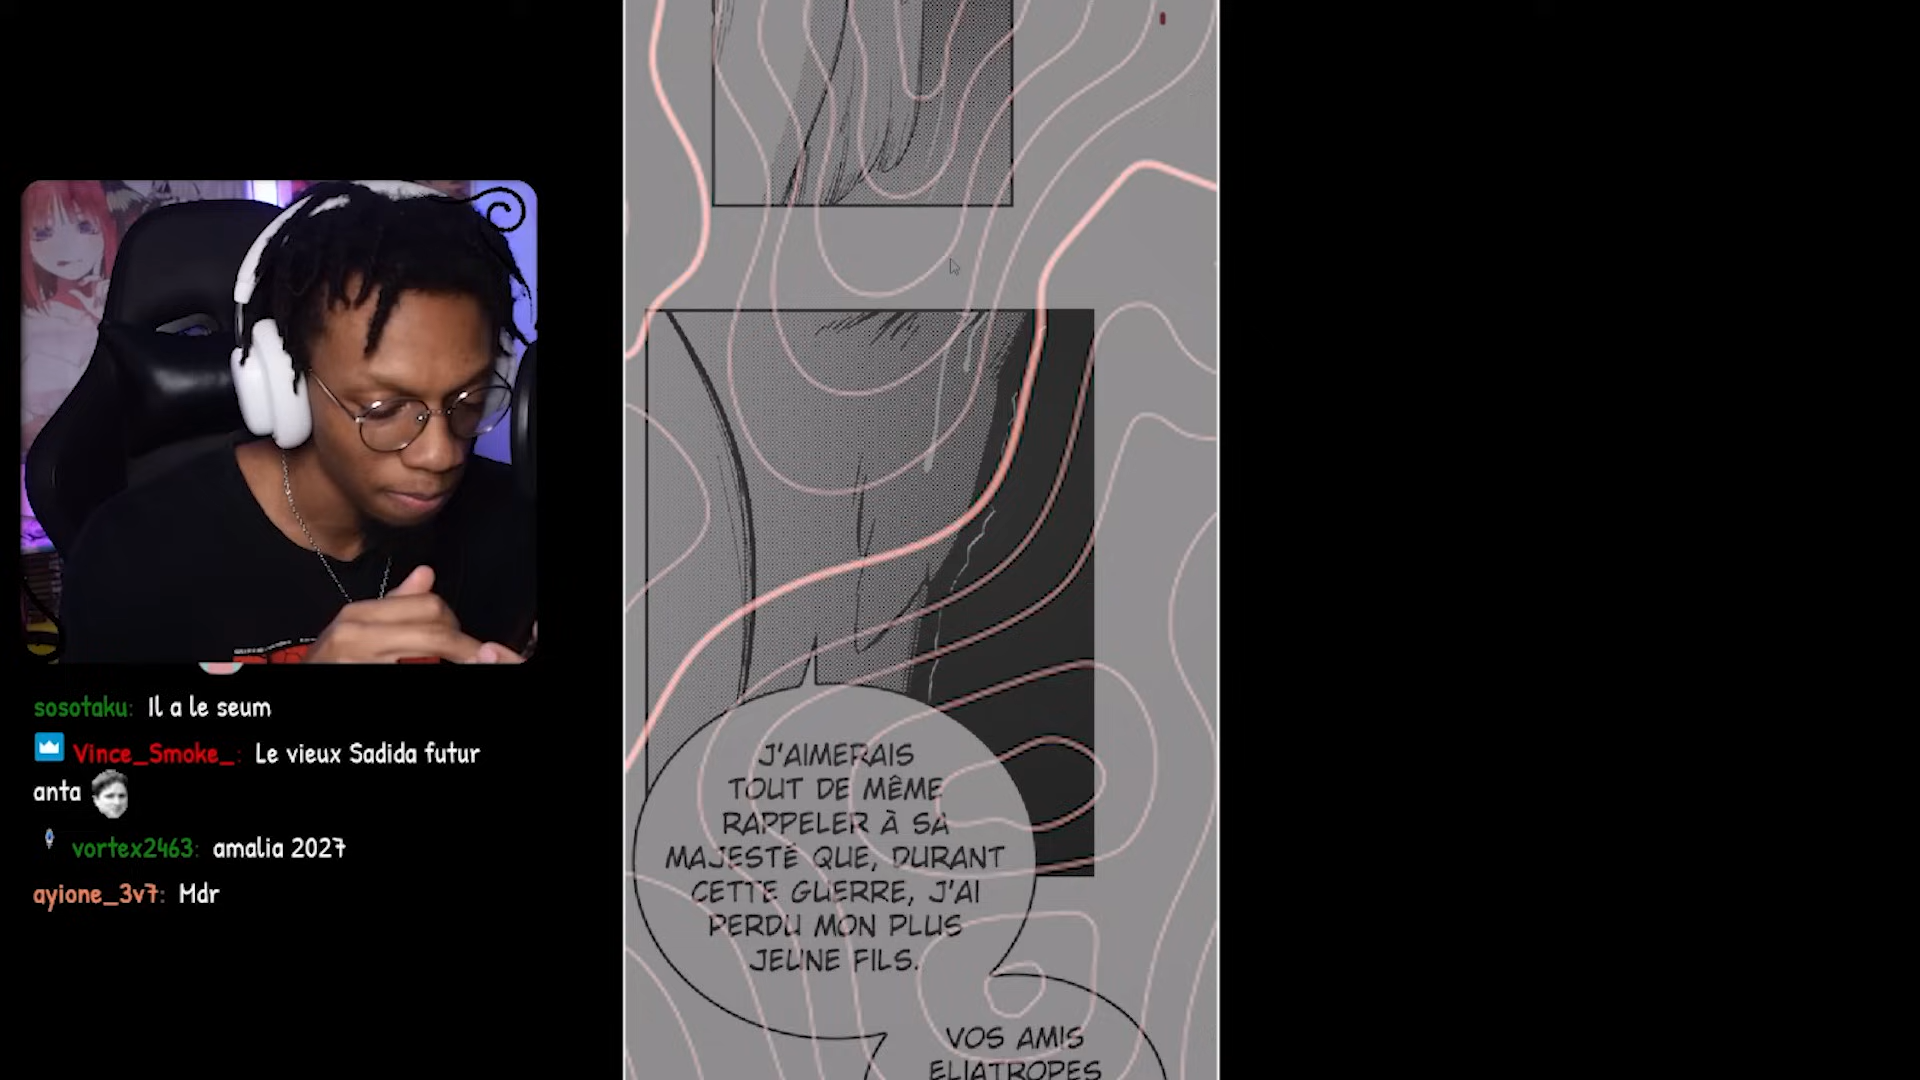 sosotaku: Il a le seum
Vince_Smoke_: Le vieux Sadida futur
anta
vortex2463: amalia 2027
ayione_3v7: Mdr
J'AIMERAIS
TOUT DE MÊME
RAPPELER À SA
MAJESTÉ QUE, DURANT
CETTE GUERRE, J'AI
PERDU MON PLUS
JEUNE FILS.
VOS AMIS
ELIATROPES